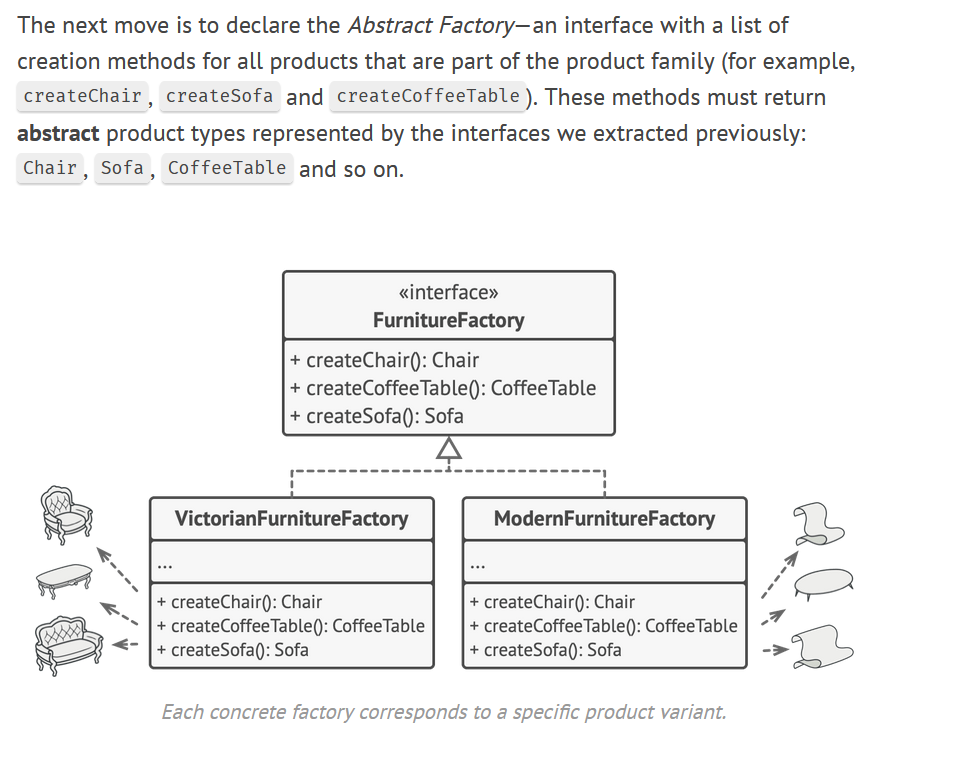 The next move is to declare the Abstract Factory—an interface with a list of
creation methods for all products that are part of the product family (for example,
createChair, createSofa and createCoffeeTable). These methods must return
abstract product types represented by the interfaces we extracted previously:
Chair, Sofa, CoffeeTable and so on.
«interface»
FurnitureFactory
+ createChair(): Chair
+ createCoffeeTable(): CoffeeTable
+ createSofa(): Sofa
VictorianFurnitureFactory
...
+ createChair(): Chair
+ createCoffeeTable(): CoffeeTable
+ createSofa(): Sofa
ModernFurnitureFactory
...
+ createChair(): Chair
+ createCoffeeTable(): CoffeeTable
+ createSofa(): Sofa
Each concrete factory corresponds to a specific product variant.